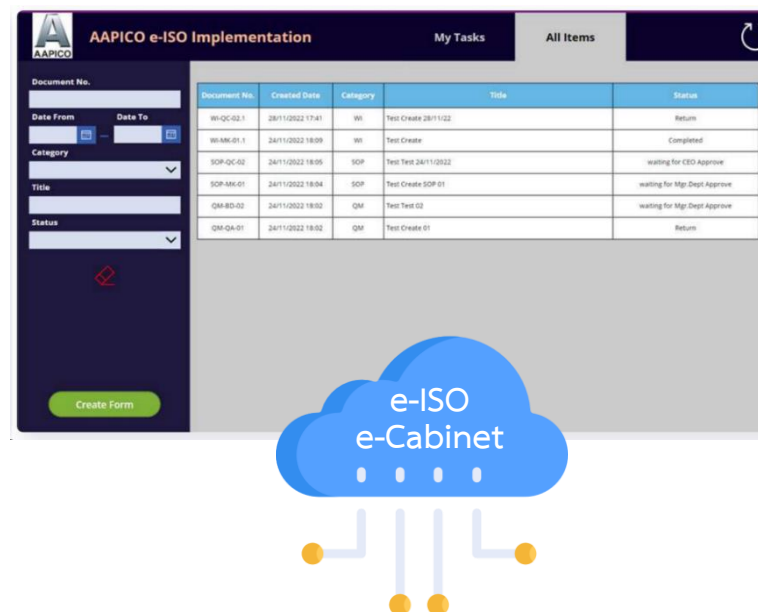 AAPICO
AAPICO e-ISO Implementation
My Tasks
All Items
Document No.
Date From Date To
Category
Title
Status
Create Form
Document No. Created Date Category Title Status
WI-QC-02.1 28/11/2022 17:41 WI Test Create 28/11/22 Return
WI-MK-01.1 24/11/2022 18:09 WI Test Create Completed
SOP-QC-02 24/11/2022 18:05 SOP Test Test 24/11/2022 waiting for CEO Approve
SOP-MK-01 24/11/2022 18:04 SOP Test Create SOP 01 waiting for Mgr.Dept Approve
QM-BD-02 24/11/2022 18:02 QM Test Test 02 waiting for Mgr.Dept Approve
QM-QA-01 24/11/2022 18:02 QM Test Create 01 Return
e-ISO
e-Cabinet